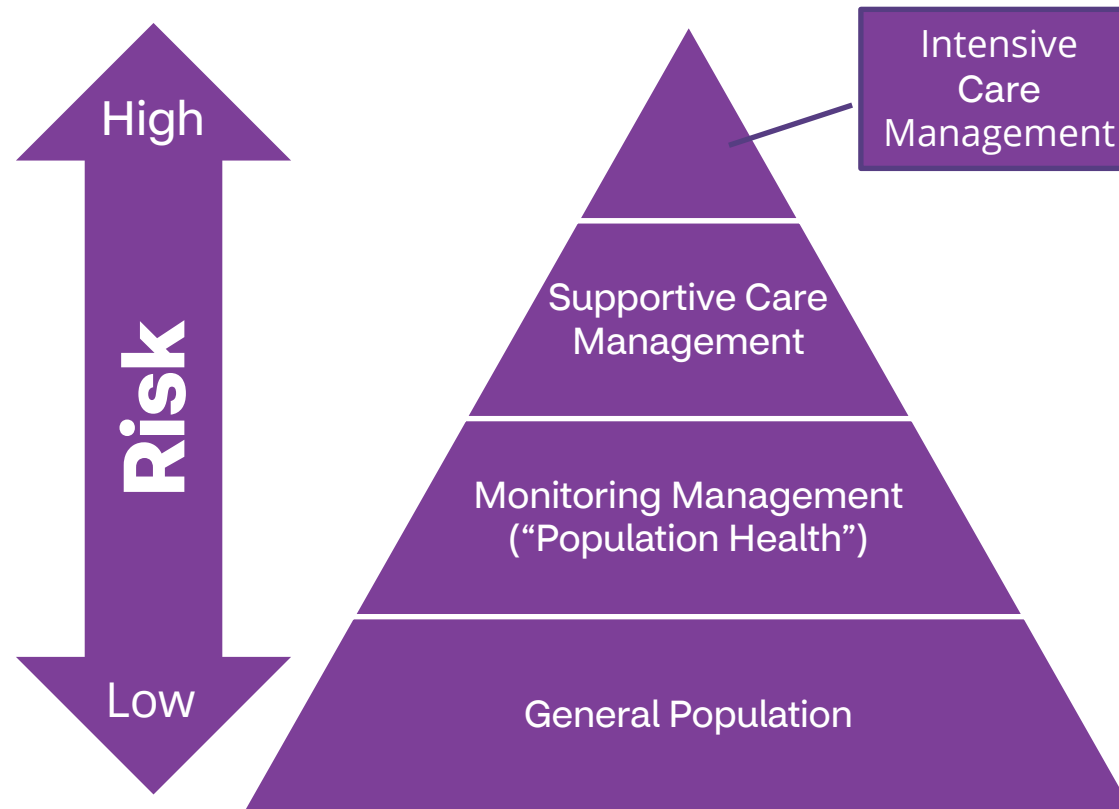 High
Risk
Low
Intensive
Care
Management
Supportive Care
Management
Monitoring Management
(“Population Health”)
General Population